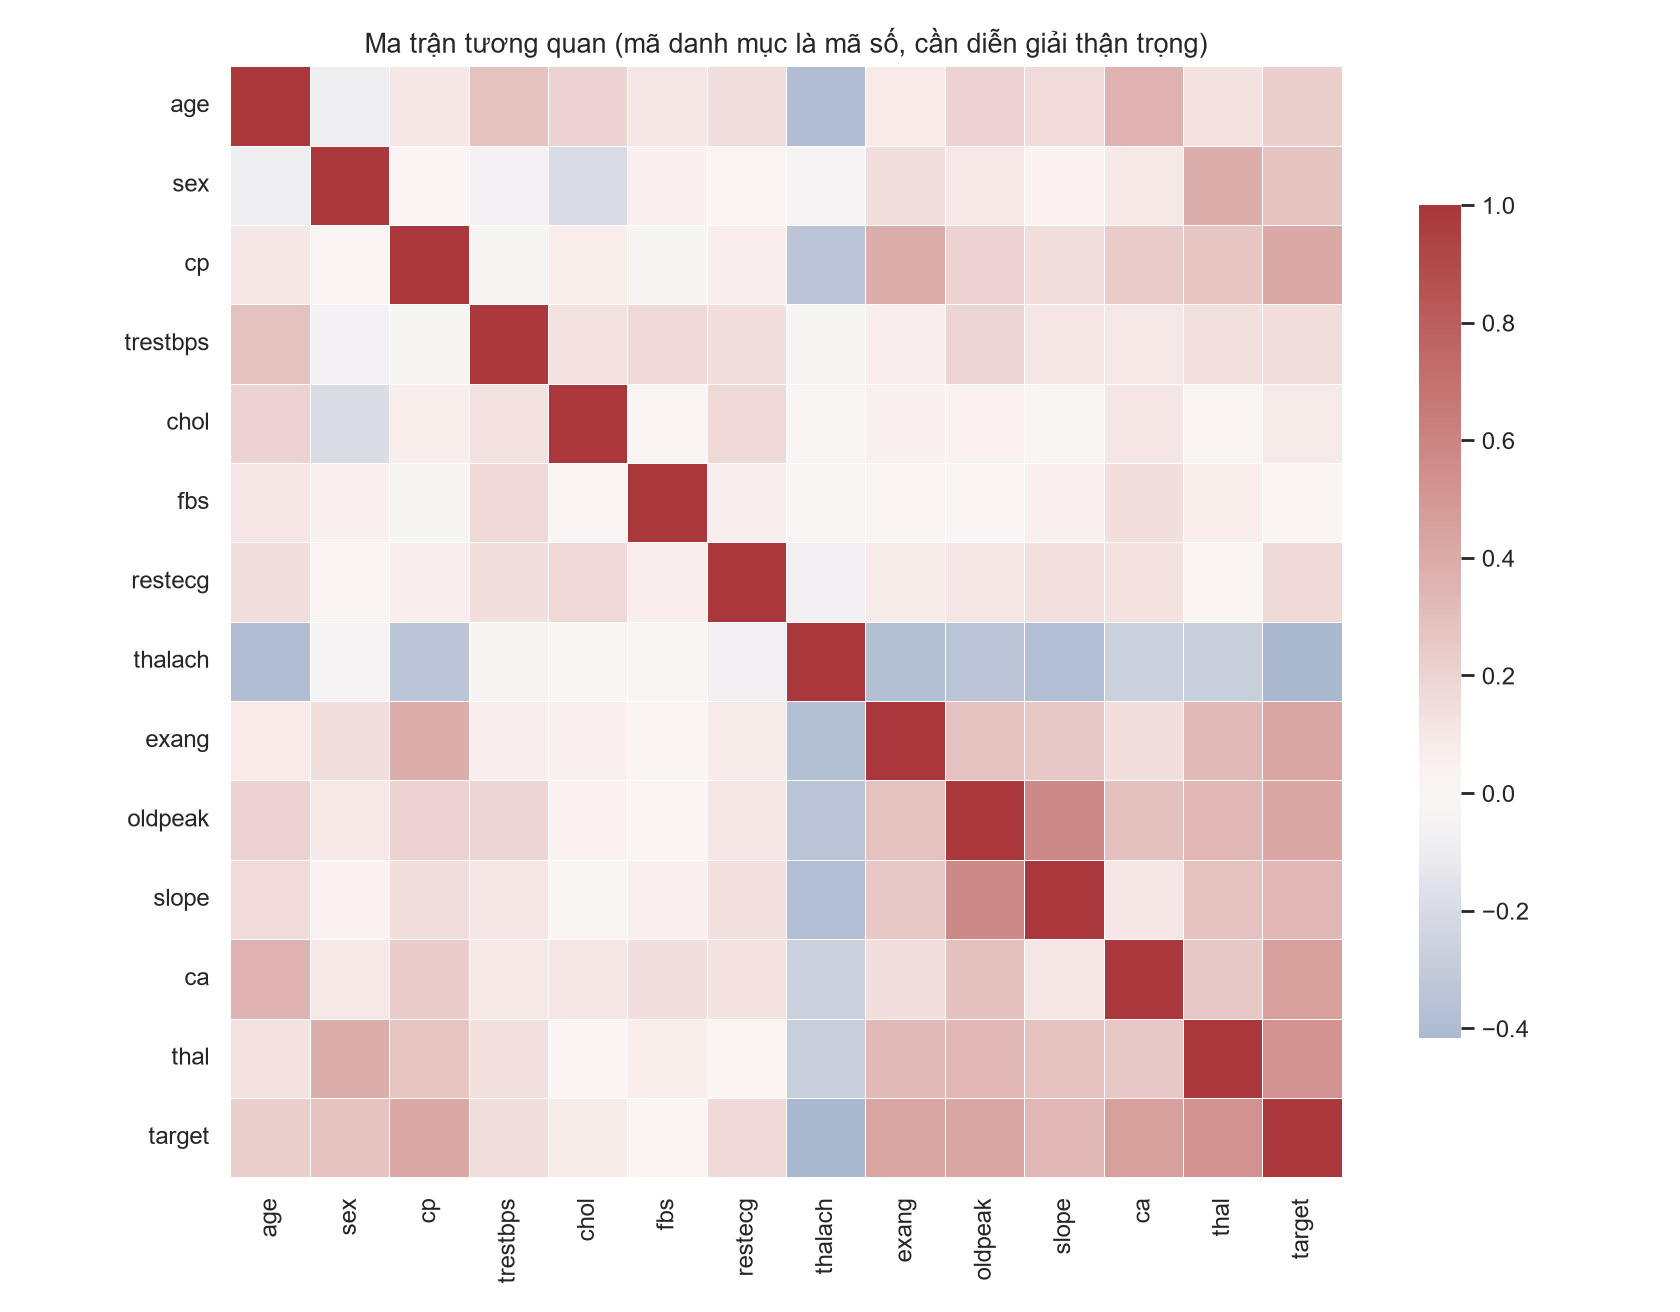 Ma trận tương quan (mã danh mục là mã số, cần diễn giải thận trọng)
age
sex
cp
trestbps
chol
fbs
restecg
thalach
exang
oldpeak
slope
ca
thal
target
age
sex
cp
trestbps
chol
fbs
restecg
thalach
exang
oldpeak
slope
ca
thal
target
1.0
0.8
0.6
0.4
0.2
0.0
−0.2
−0.4